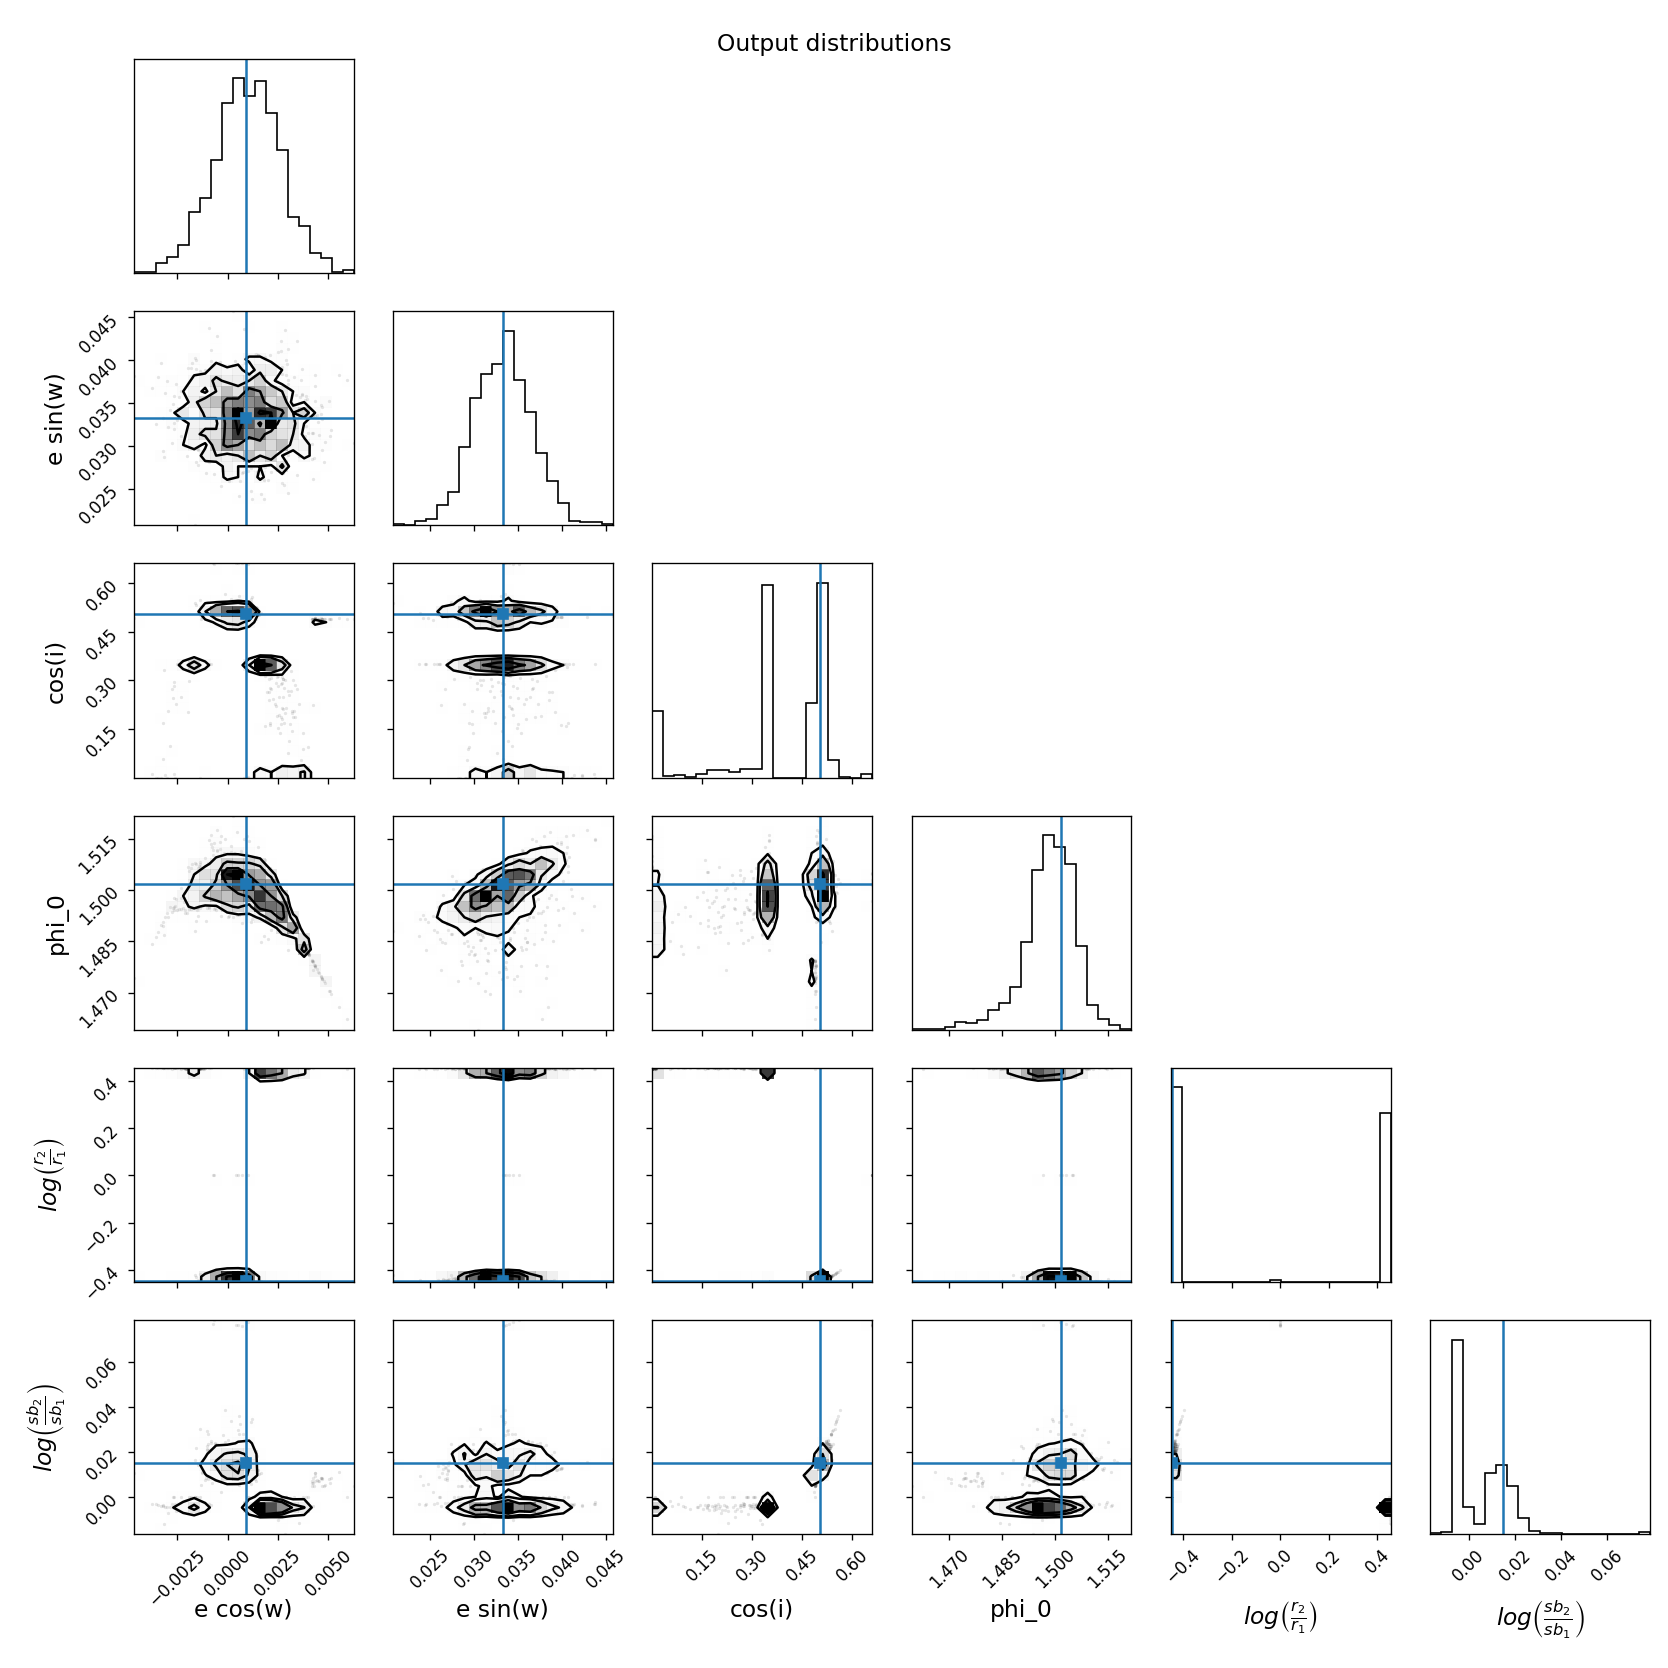 Output distributions
0.045
0.040
0.035
0.030
0.025
e sin(w)
0.60
0.45
0.30
0.15
cos(i)
1.515
1.500
1.485
1.470
phi_0
0.4
0.2
0.0
−0.2
−0.4
log(r₂/r₁)
0.06
0.04
0.02
0.00
log(sb₂/sb₁)
−0.0025 0.0000 0.0025 0.0050
0.025 0.030 0.035 0.040 0.045
0.15 0.30 0.45 0.60
1.470 1.485 1.500 1.515
−0.4 −0.2 0.0 0.2 0.4
0.00 0.02 0.04 0.06
e cos(w) e sin(w) cos(i) phi_0 log(r₂/r₁) log(sb₂/sb₁)